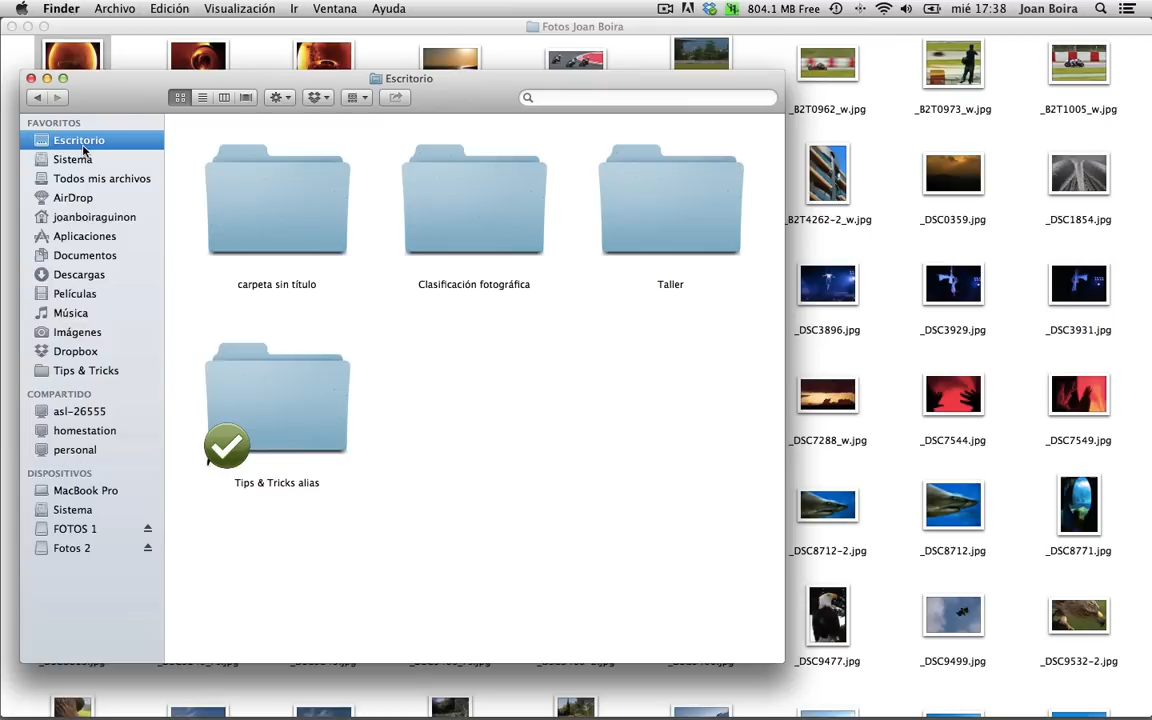 Finder Archivo Edición Visualización Ir Ventana Ayuda 804.1 MB Free mié 17:38 Joan Boira
Fotos Joan Boira
Escritorio
FAVORITOS
Escritorio
Sistema
Todos mis archivos
AirDrop
joanboiraguinon
Aplicaciones
Documentos
Descargas
Películas
Música
Imágenes
Dropbox
Tips & Tricks
COMPARTIDO
asl-26555
homestation
personal
DISPOSITIVOS
MacBook Pro
Sistema
FOTOS 1
Fotos 2
carpeta sin título
Clasificación fotográfica
Taller
Tips & Tricks alias
_B2T0962_w.jpg _B2T0973_w.jpg _B2T1005_w.jpg
_B2T4262-2_w.jpg _DSC0359.jpg _DSC1854.jpg
_DSC3896.jpg _DSC3929.jpg _DSC3931.jpg
_DSC7288_w.jpg _DSC7544.jpg _DSC7549.jpg
_DSC8712-2.jpg _DSC8712.jpg _DSC8771.jpg
_DSC9477.jpg _DSC9499.jpg _DSC9532-2.jpg